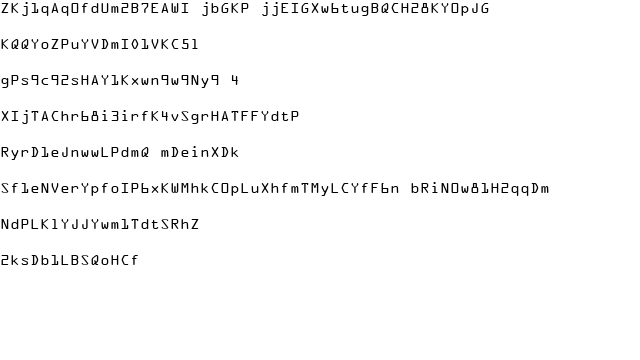 ZKj1qAqOfdUm2B7EAWI jbGKP jjEIGXw6tugBQCH28KYOpJG
KQQYoZPuYVDmI01VKC51
gPs9c92sHAY1Kxwn9w9Ny9 4
XIjTAChr68i3irfK4vSgrHATFFYdtP
RyrD1eJnwwLPdmQ mDeinXDk
Sf1eNVerYpfoIP6xKWMhkCOpLuXhfmTMyLCYfF6n bRiNOw81H2qqDm
NdPLK1YJJYwm1TdtSRhZ
2ksDb1LBSQoHCf